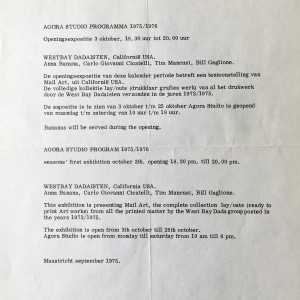 AGORA STUDIO PROGRAMMA 1975/1976
Openingsexpositie 3 oktober, 18.30 uur tot 20.00 uur
WESTBAY DADAISTEN, Californië USA.
Anna Banana, Carlo Giovanni Cicatelli, Tim Mancusi, Bill Gaglione.
De openingsexpositie van deze kalender periode betreft een tentoonstelling van
Mail Art, uit Californië USA.
De volledige kollektie lay/outs (drukklaar grafies werk) van al het drukwerk
door de West Bay Dadaisten verzonden in de jaren 1973/1975.
De expositie is te zien van 3 oktober t/m 25 oktober Agora Studio is geopend
van maandag t/m zaterdag van 10 uur t/m 18 uur.
Bananas will be served during the opening.
AGORA STUDIO PROGRAM 1975/1976
seasons' first exhibition october 3th. opening 18,30 pm. till 20,00 pm.
WESTBAY DADAISTEN, California USA.
Anna Banana, Carlo Giovanni Cicatelli, Tim Mancusi, Bill Gaglione.
This exhibition is presenting Mail Art, the complete collection lay/outs (ready to
print Art works) from all the printed matter by the West Bay Dada group posted in
the years 1973/1975.
The exhibition is open from 3th october till 25th october.
Agora Studio is open from monday till saturday from 10 am till 6 pm.
Maastricht september 1975.